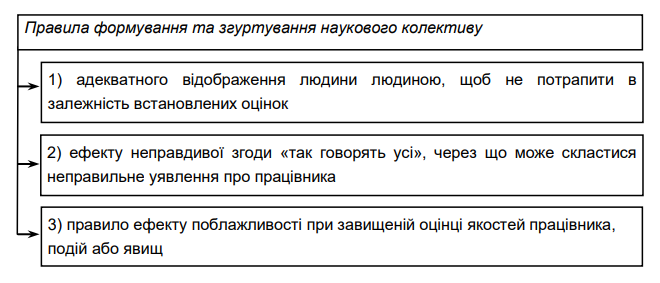 Правила формування та згуртування наукового колективу
1) адекватного відображення людини людиною, щоб не потрапити в
залежність встановлених оцінок
2) ефекту неправдивої згоди «так говорять усі», через що може скластися
неправильне уявлення про працівника
3) правило ефекту поблажливості при завищеній оцінці якостей працівника,
подій або явищ